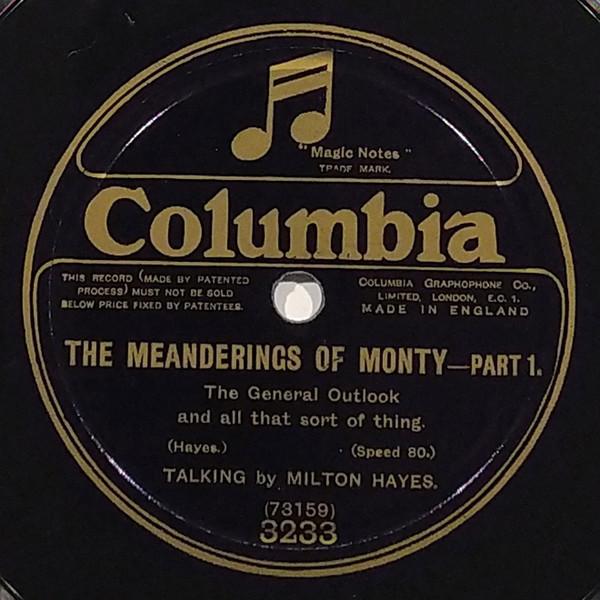 "Magic Notes"
TRADE MARK.
Columbia
THIS RECORD (MADE BY PATENTED
PROCESS) MUST NOT BE SOLD
BELOW PRICE FIXED BY PATENTEES.
COLUMBIA GRAPHOPHONE CO.,
LIMITED, LONDON, E.C. 1.
MADE IN ENGLAND
THE MEANDERINGS OF MONTY—PART 1.
The General Outlook
and all that sort of thing.
(Hayes.) (Speed 80.)
TALKING by MILTON HAYES.
(73159)
3233